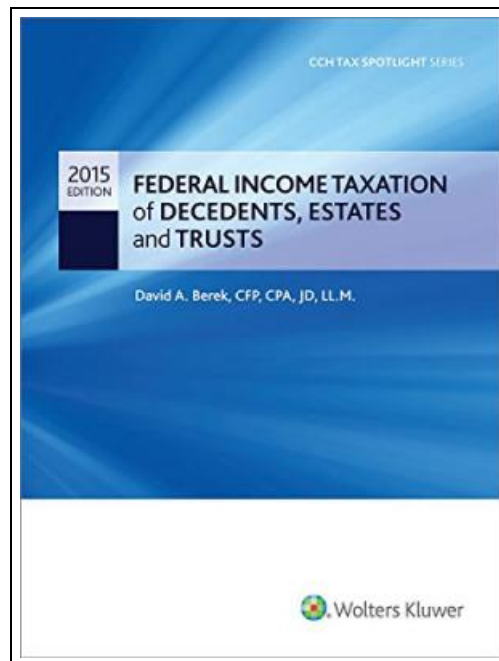 CCH TAX SPOTLIGHT SERIES
2015
EDITION
FEDERAL INCOME TAXATION
of DECEDENTS, ESTATES
and TRUSTS
David A. Berek, CFP, CPA, JD, LL.M.
Wolters Kluwer